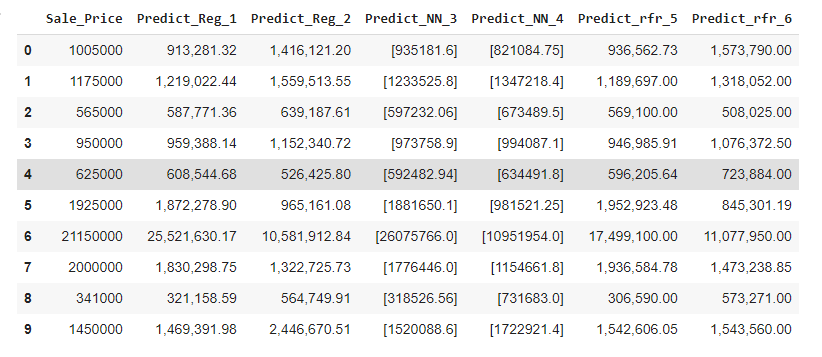 Sale_Price Predict_Reg_1 Predict_Reg_2 Predict_NN_3 Predict_NN_4 Predict_rfr_5 Predict_rfr_6
0 1005000 913,281.32 1,416,121.20 [935181.6] [821084.75] 936,562.73 1,573,790.00
1 1175000 1,219,022.44 1,559,513.55 [1233525.8] [1347218.4] 1,189,697.00 1,318,052.00
2 565000 587,771.36 639,187.61 [597232.06] [673489.5] 569,100.00 508,025.00
3 950000 959,388.14 1,152,340.72 [973758.9] [994087.1] 946,985.91 1,076,372.50
4 625000 608,544.68 526,425.80 [592482.94] [634491.8] 596,205.64 723,884.00
5 1925000 1,872,278.90 965,161.08 [1881650.1] [981521.25] 1,952,923.48 845,301.19
6 21150000 25,521,630.17 10,581,912.84 [26075766.0] [10951954.0] 17,499,100.00 11,077,950.00
7 2000000 1,830,298.75 1,322,725.73 [1776446.0] [1154661.8] 1,936,584.78 1,473,238.85
8 341000 321,158.59 564,749.91 [318526.56] [731683.0] 306,590.00 573,271.00
9 1450000 1,469,391.98 2,446,670.51 [1520088.6] [1722921.4] 1,542,606.05 1,543,560.00